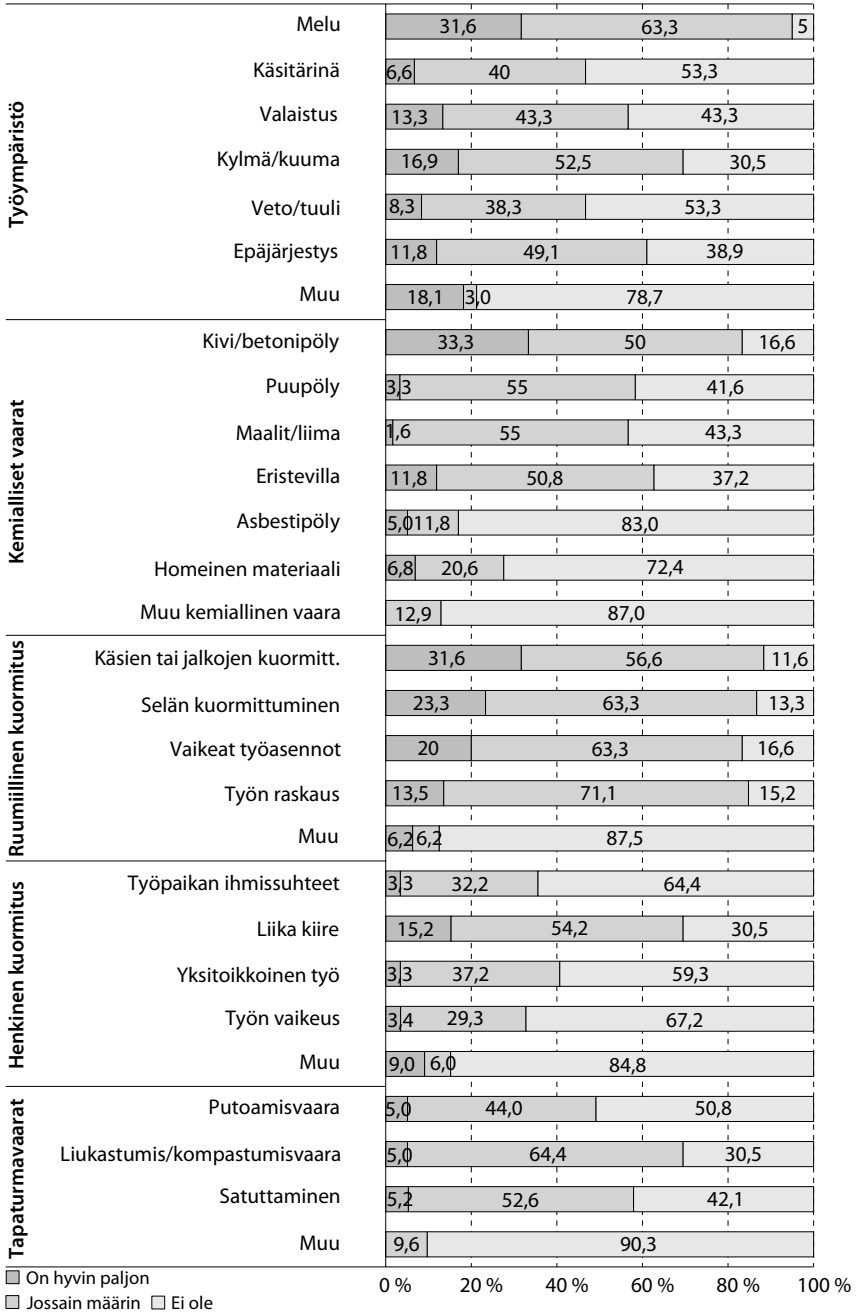 Työympäristö
Melu 31,6 63,3 5
Käsitärinä 6,6 40 53,3
Valaistus 13,3 43,3 43,3
Kylmä/kuuma 16,9 52,5 30,5
Veto/tuuli 8,3 38,3 53,3
Epäjärjestys 11,8 49,1 38,9
Muu 18,1 3,0 78,7
Kemialliset vaarat
Kivi/betonipöly 33,3 50 16,6
Puupöly 3,3 55 41,6
Maalit/liima 1,6 55 43,3
Eristevilla 11,8 50,8 37,2
Asbestipöly 5,0 11,8 83,0
Homeinen materiaali 6,8 20,6 72,4
Muu kemiallinen vaara 12,9 87,0
Ruumiillinen kuormitus
Käsien tai jalkojen kuormitt. 31,6 56,6 11,6
Selän kuormittuminen 23,3 63,3 13,3
Vaikeat työasennot 20 63,3 16,6
Työn raskaus 13,5 71,1 15,2
Muu 6,2 6,2 87,5
Henkinen kuormitus
Työpaikan ihmissuhteet 3,3 32,2 64,4
Liika kiire 15,2 54,2 30,5
Yksitoikkoinen työ 3,3 37,2 59,3
Työn vaikeus 3,4 29,3 67,2
Muu 9,0 6,0 84,8
Tapaturmavaarat
Putoamisvaara 5,0 44,0 50,8
Liukastumis/kompastumisvaara 5,0 64,4 30,5
Satuttaminen 5,2 52,6 42,1
Muu 9,6 90,3
0 % 20 % 40 % 60 % 80 % 100 %
On hyvin paljon
Jossain määrin Ei ole